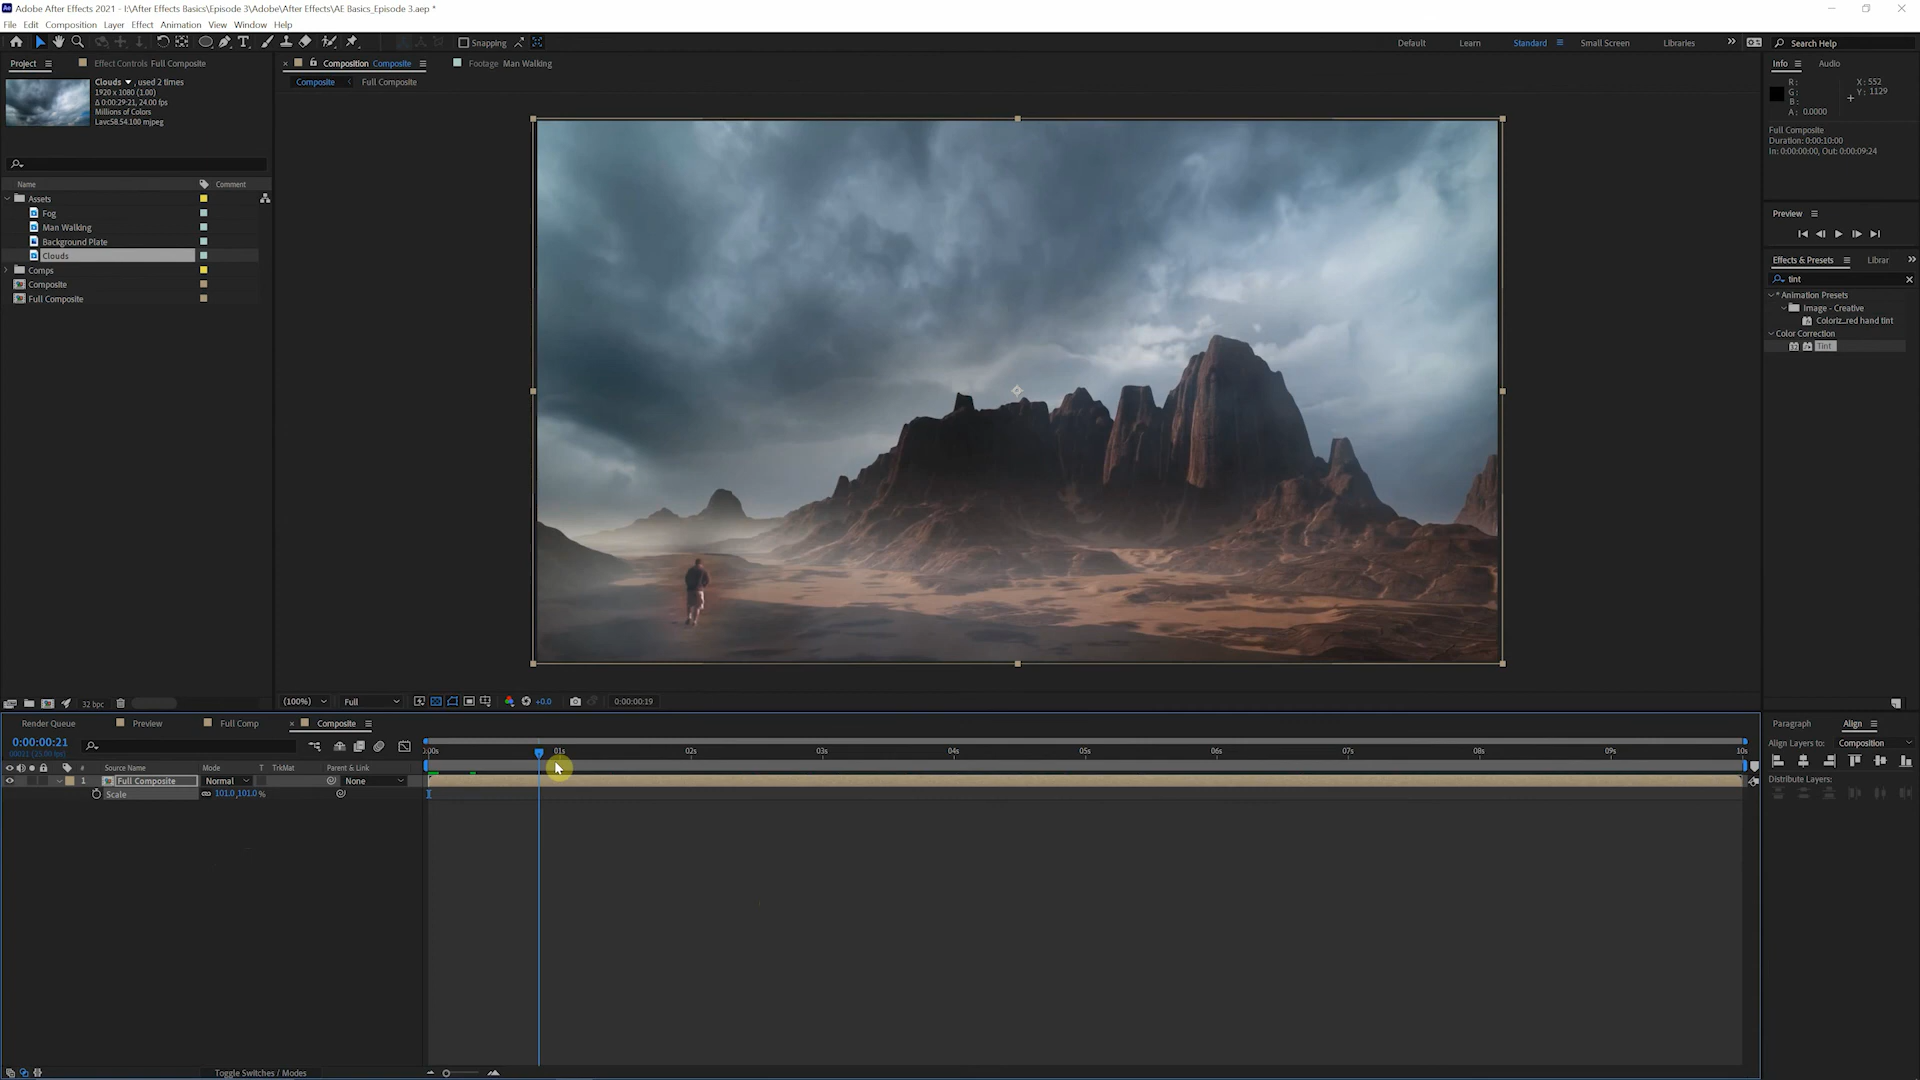 Adobe After Effects 2021 - I:\After Effects Basics\Episode 3\Adobe\After Effects\AE Basics_Episode 3.aep *
File Edit Composition Layer Effect Animation View Window Help
Snapping
Default Learn Standard Small Screen Libraries Search Help
Project Effect Controls Full Composite
Composition Composite Footage Man Walking
Info Audio
Clouds , used 2 times
1920 x 1080 (1.00)
Δ 0:00:29:21, 24.00 fps
Millions of Colors
Lavc58.54.100 mjpeg
Composite Full Composite
R:
G:
B:
A: 0.0000
X: 552
Y: 1129
Full Composite
Duration: 0:00:10:00
In: 0:00:00:00, Out: 0:00:09:24
Name Comment
Assets
Fog
Man Walking
Background Plate
Clouds
Comps
Composite
Full Composite
Preview
Effects & Presets Librar
tint
* Animation Presets
Image - Creative
Coloriz...red hand tint
Color Correction
Tint
32 bpc
(100%) Full +0.0 0:00:00:19
Render Queue Preview Full Comp Composite
0:00:00:21
# Source Name Mode T TrkMat Parent & Link
1 Full Composite Normal None
Scale 101.0,101.0 %
01s 02s 03s 04s 05s 06s 07s 08s 09s 10s
Paragraph Align
Align Layers to: Composition
Distribute Layers:
Toggle Switches / Modes